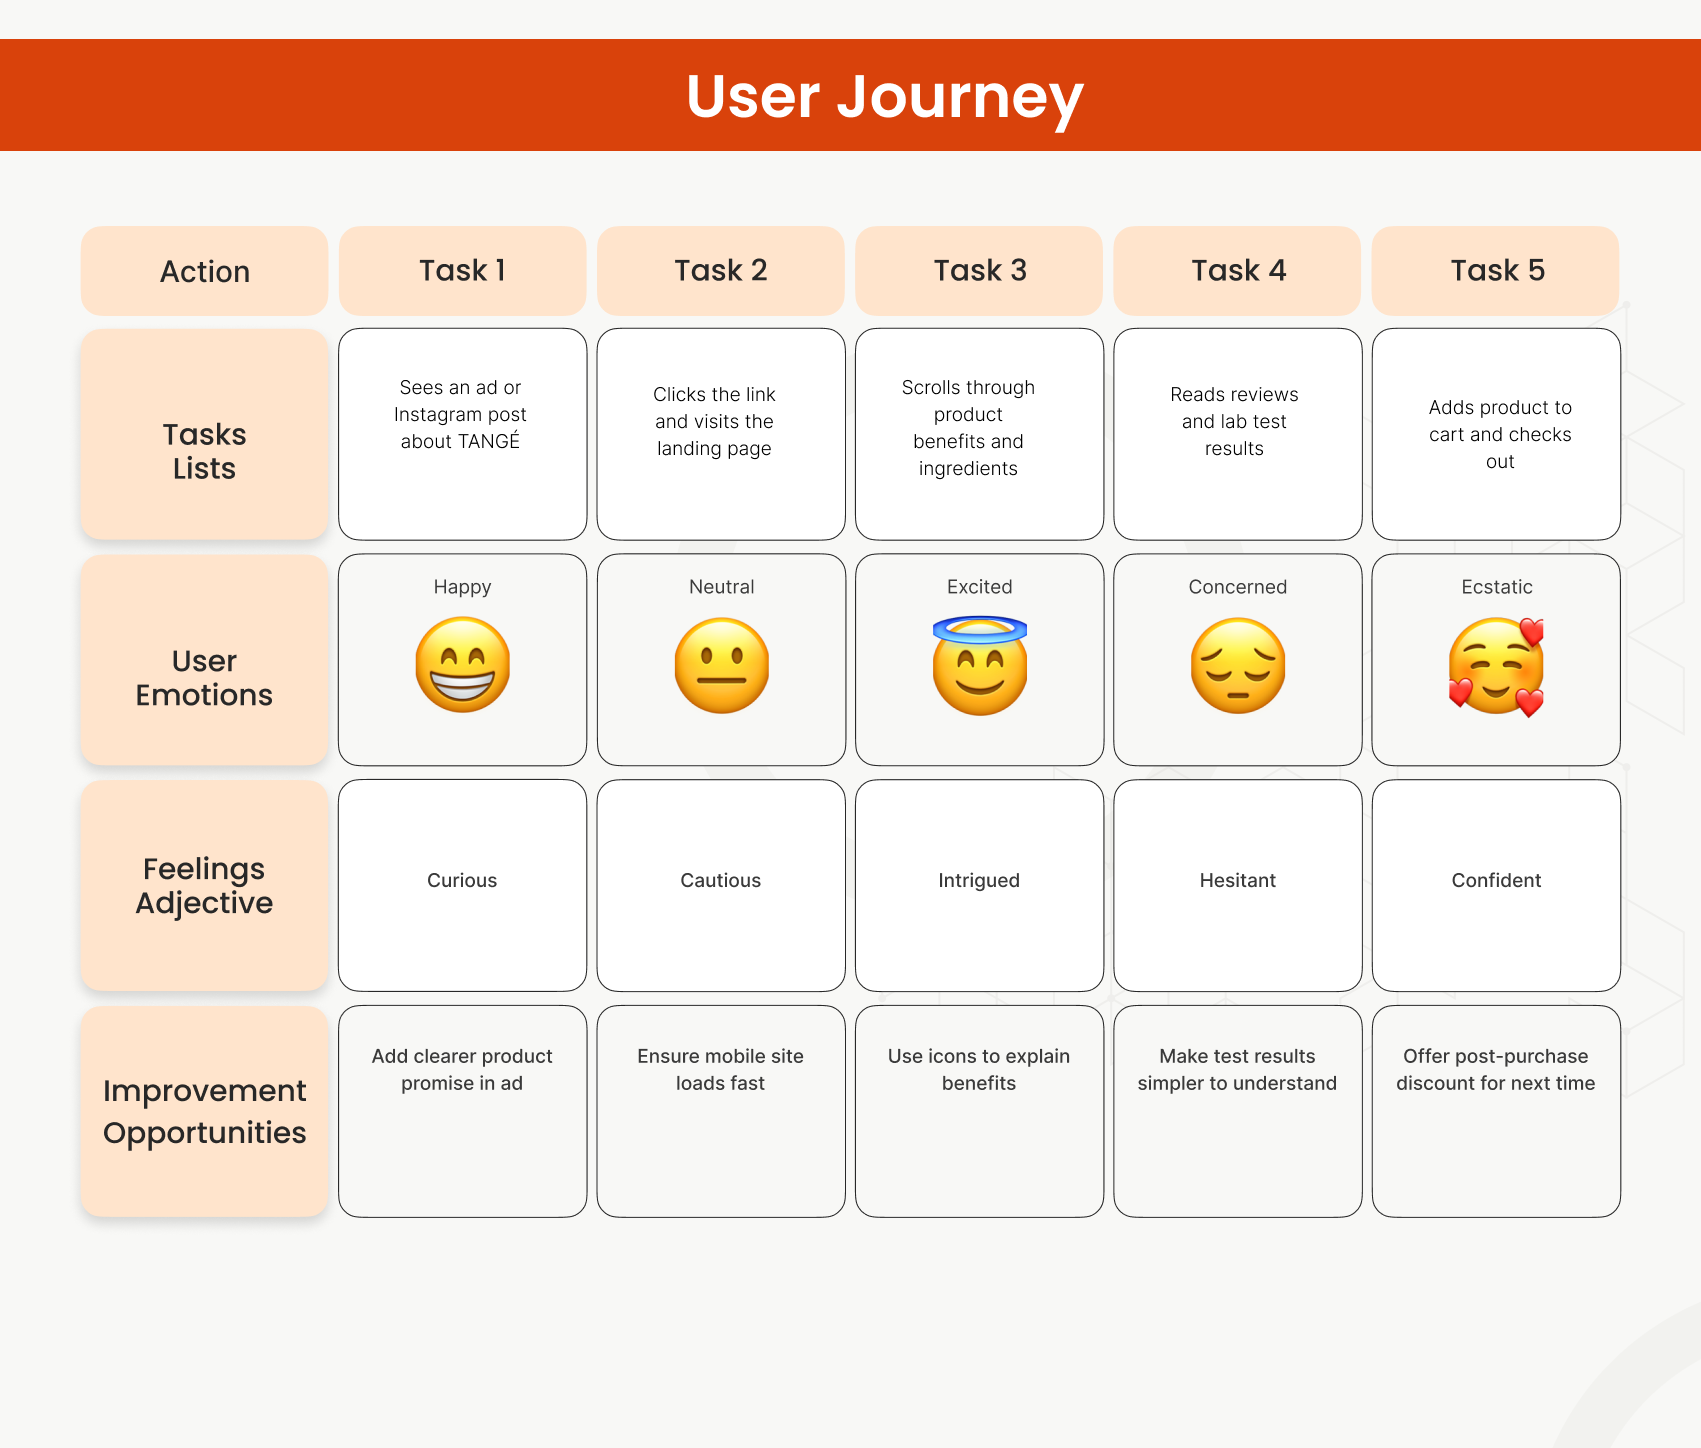 User Journey
Action
Task 1
Task 2
Task 3
Task 4
Task 5
Tasks
Lists
Sees an ad or
Instagram post
about TANGÉ
Clicks the link
and visits the
landing page
Scrolls through
product
benefits and
ingredients
Reads reviews
and lab test
results
Adds product to
cart and checks
out
User
Emotions
Happy
Neutral
Excited
Concerned
Ecstatic
Feelings
Adjective
Curious
Cautious
Intrigued
Hesitant
Confident
Improvement
Opportunities
Add clearer product
promise in ad
Ensure mobile site
loads fast
Use icons to explain
benefits
Make test results
simpler to understand
Offer post-purchase
discount for next time